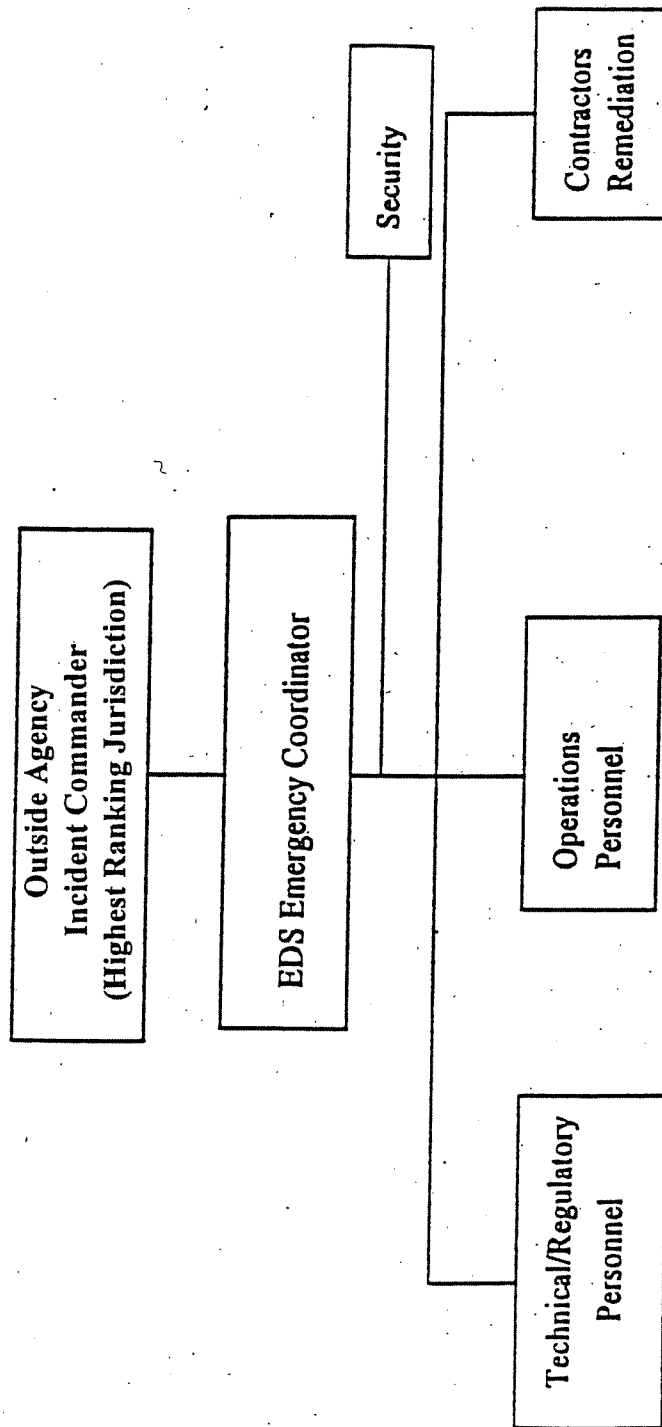 Outside Agency
Incident Commander
(Highest Ranking Jurisdiction)
EDS Emergency Coordinator
Security
Technical/Regulatory
Personnel
Operations
Personnel
Contractors
Remediation